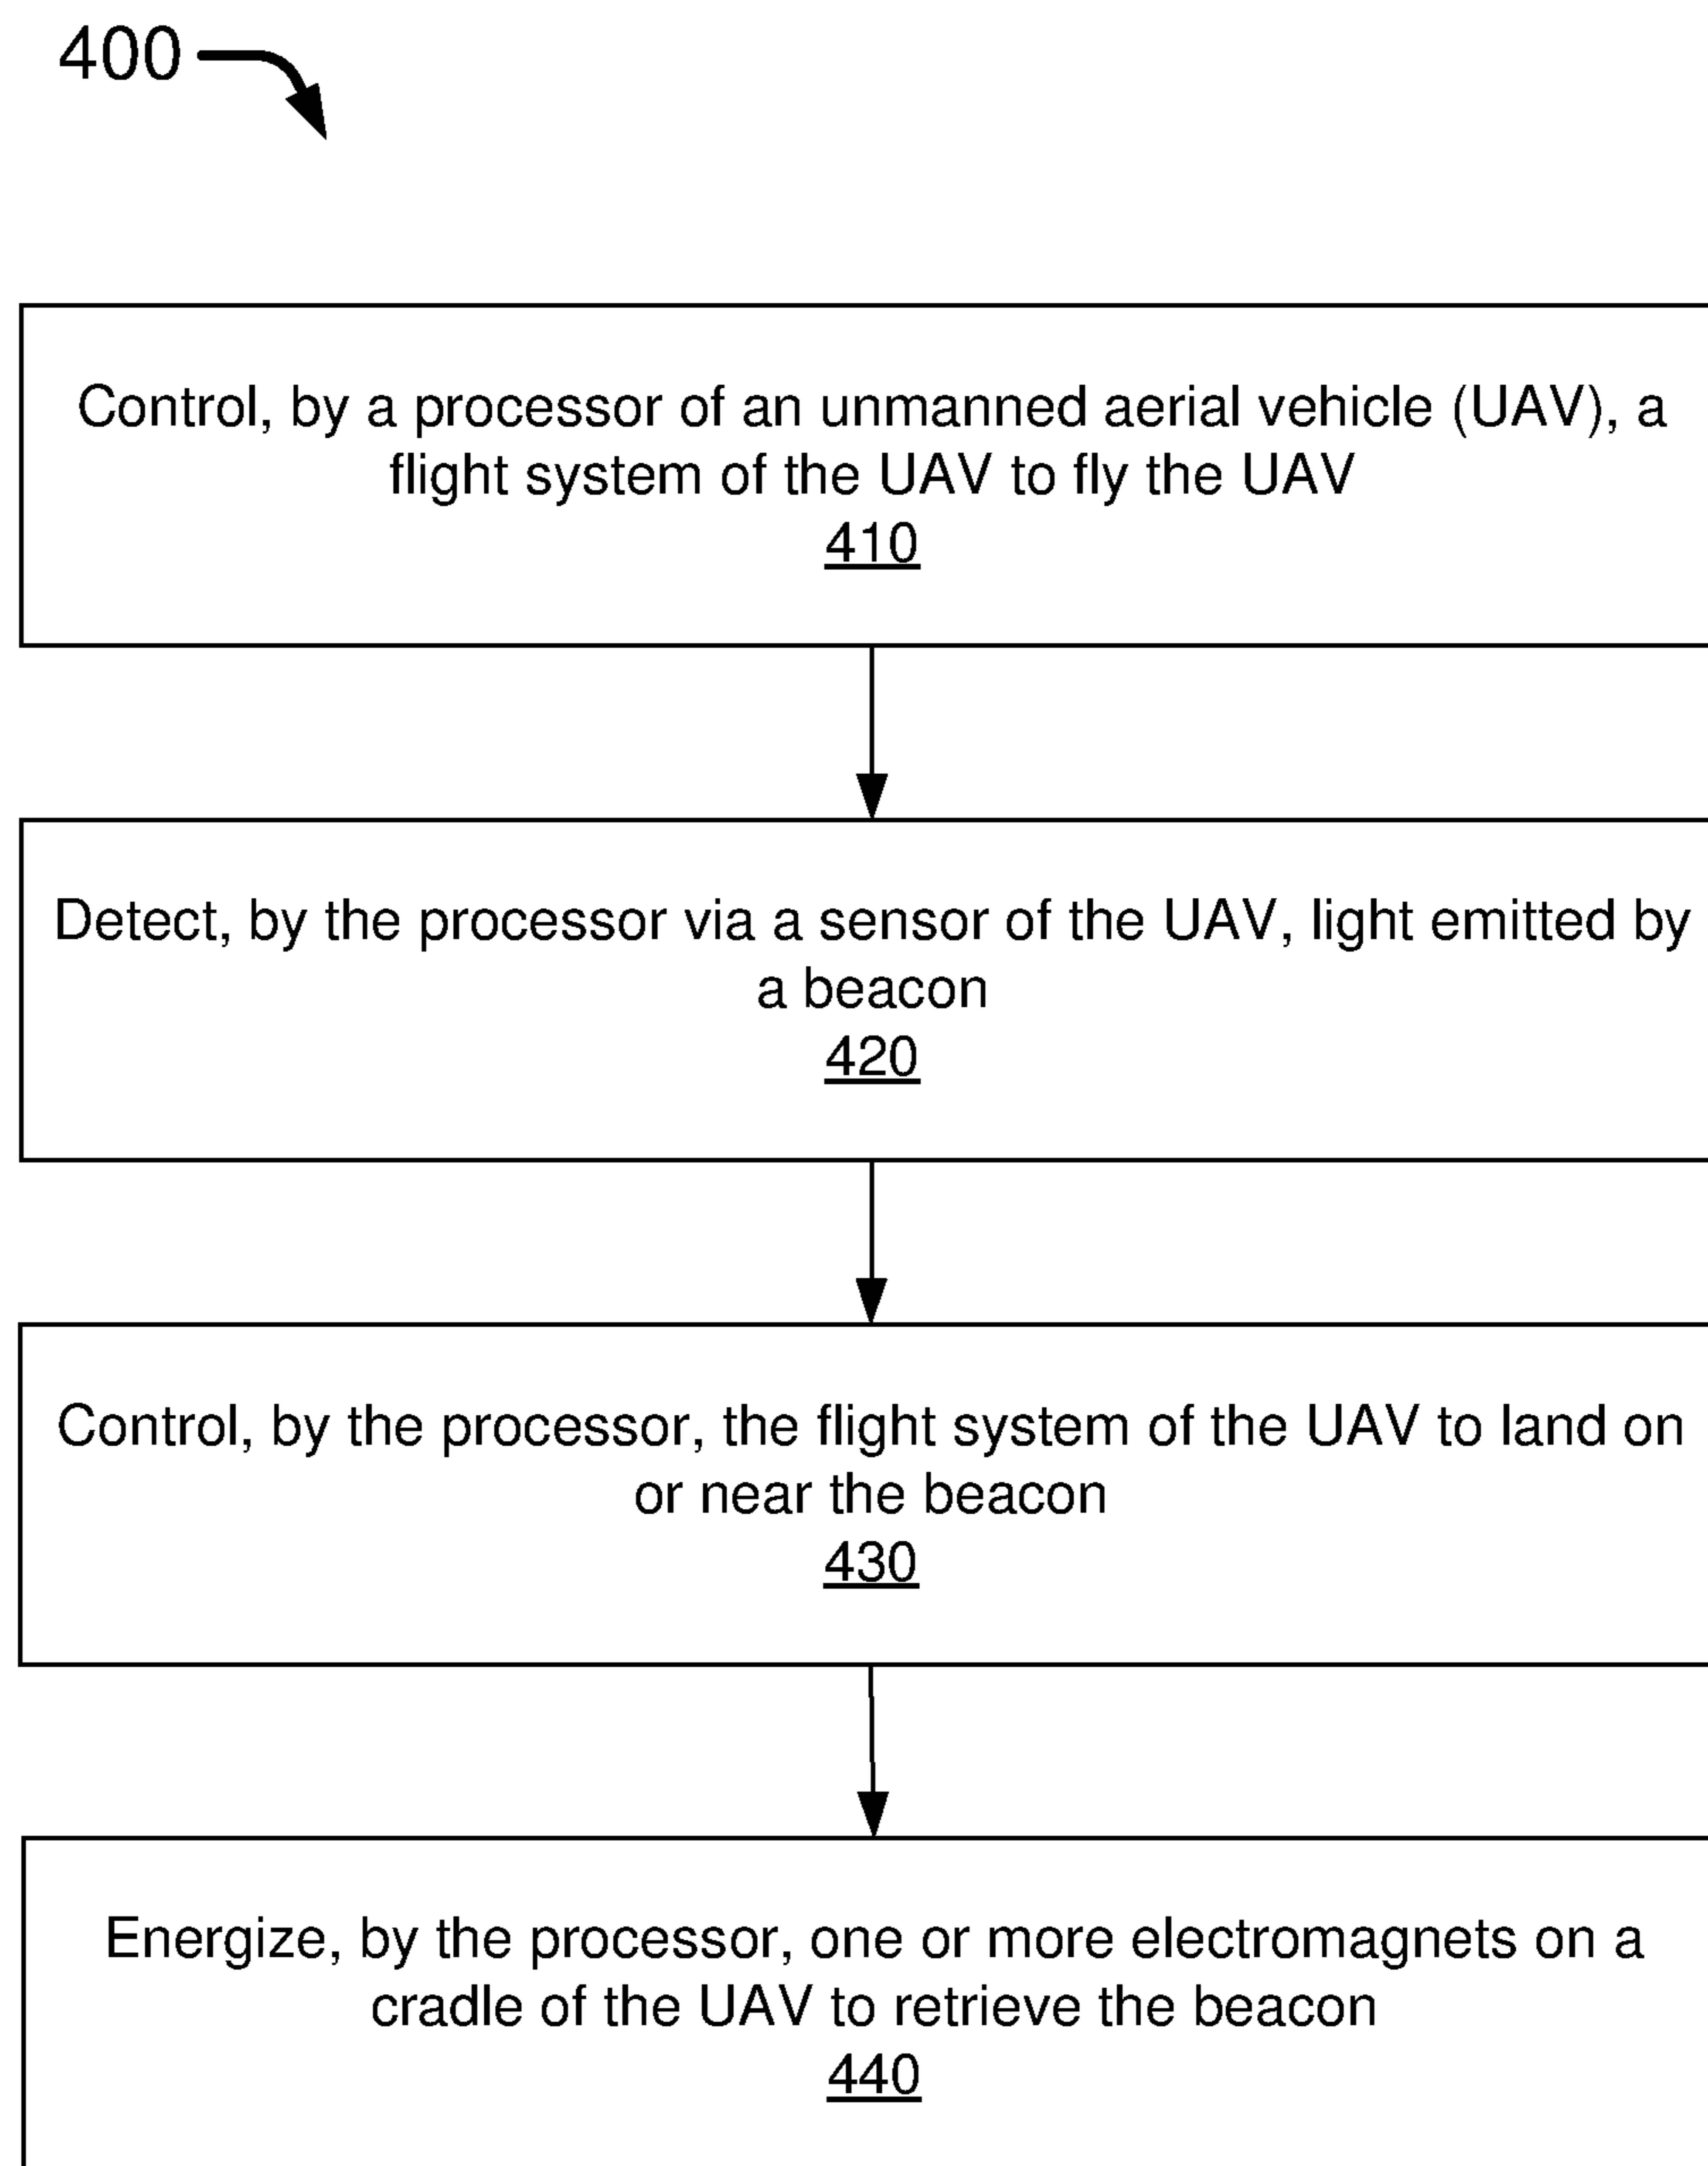 400
Control, by a processor of an unmanned aerial vehicle (UAV), a
flight system of the UAV to fly the UAV
410
Detect, by the processor via a sensor of the UAV, light emitted by
a beacon
420
Control, by the processor, the flight system of the UAV to land on
or near the beacon
430
Energize, by the processor, one or more electromagnets on a
cradle of the UAV to retrieve the beacon
440